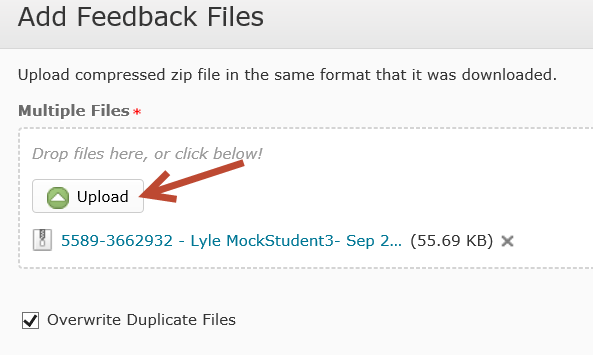 Add Feedback Files
Upload compressed zip file in the same format that it was downloaded.
Multiple Files *
Drop files here, or click below!
Upload
5589-3662932 - Lyle MockStudent3- Sep 2... (55.69 KB)
Overwrite Duplicate Files